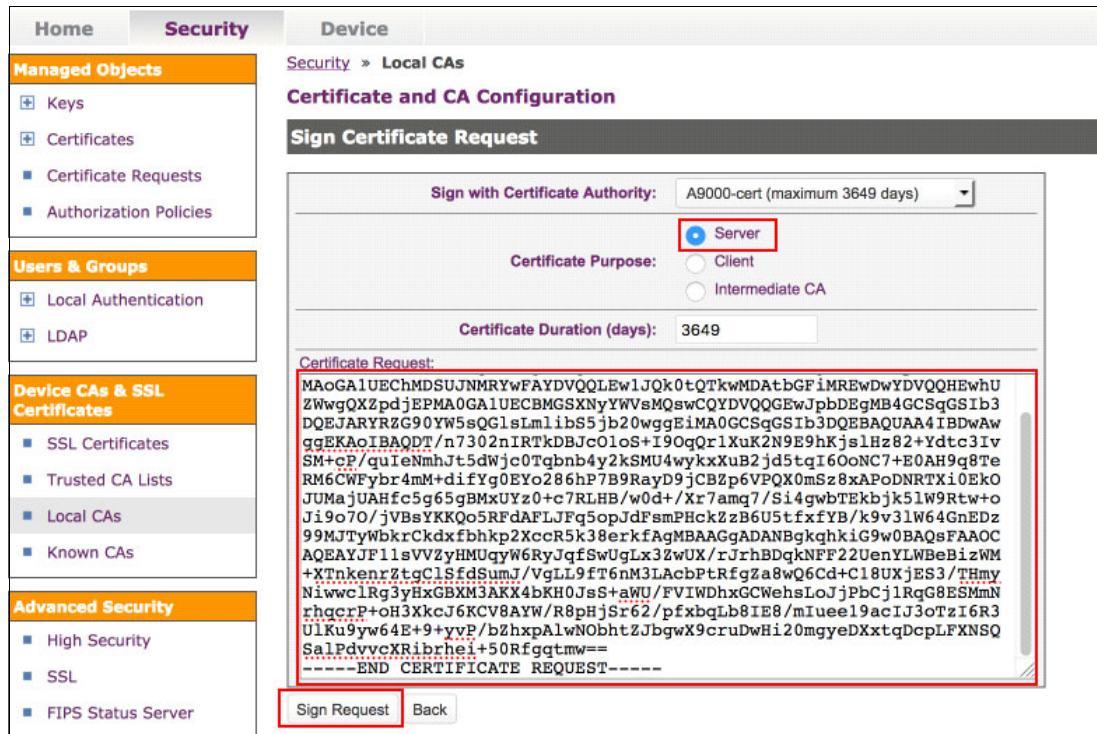 Home Security Device
Managed Objects
Keys
Certificates
Certificate Requests
Authorization Policies
Users & Groups
Local Authentication
LDAP
Device CAs & SSL
Certificates
SSL Certificates
Trusted CA Lists
Local CAs
Known CAs
Advanced Security
High Security
SSL
FIPS Status Server
Security » Local CAs
Certificate and CA Configuration
Sign Certificate Request
Sign with Certificate Authority: A9000-cert (maximum 3649 days)
Certificate Purpose:
Server
Client
Intermediate CA
Certificate Duration (days): 3649
Certificate Request:
MAoGA1UEChMDSUJNMRYwFAYDVQQLEw1JQk0tQTkwMDAtbGFiMREwDwYDVQQHEwhU
ZWwgQXZpdjEPMA0GA1UECBMGSXNyYWVsMQswCQYDVQQGEwJpbDEgMB4GCSqGSIb3
DQEJARYRZG90YW5sQGlsLmlibS5jb20wggEiMA0GCSqGSIb3DQEBAQUAA4IBDwAw
ggEKAoIBAQDT/n7302nIRTkDBJcO1oS+I9OqQr1XuK2N9E9hKjslHz82+Ydtc3Iv
SM+cP/quIeNmhJt5dWjc0Tqbnb4y2kSMU4wykxXuB2jd5tqI6OoNC7+E0AH9q8Te
RM6CWFybr4mM+difYg0EYo286hP7B9RayD9jCBZp6VPQX0mSz8xAPoDNRTXi0EkO
JUMajUAHfc5g65gBMxUYz0+c7RLHB/w0d+/Xr7amq7/Si4gwbTEkbjk5lW9Rtw+o
Ji9o7O/jVBsYKKQo5RFdAFLJFq5opJdFsmPHckZzB6U5tfxfYB/k9v3lW64GnEDz
99MJTyWbkrCkdxfbhkp2XccR5k38erkfAgMBAAGgADANBgkqhkiG9w0BAQsFAAOC
AQEAYJF11sVVZyHMUqyW6RyJqfSwUgLx3ZwUX/rJrhBDqkNFF22UenYLWBeBizWM
+XTnkenrZtgClSfdSumJ/VgLL9fT6nM3LAcbPtRfgZa8wQ6Cd+C18UXjES3/THmy
NiwwclRg3yHxGBXM3AKX4bKH0JsS+aWU/FVIWDhxGCWehsLoJjPbCjlRqG8ESMmN
rhqcrP+oH3XkcJ6KCV8AYW/R8pHjSr62/pfxbqLb8IE8/mIuee19acIJ3oTzI6R3
UlKu9yw64E+9+yvP/bZhxpAlwNObhtZJbgwX9cruDwHi20mgyeDXxtqDcpLFXNSQ
SalPdvvcXRibrhei+50Rfgqtmw==
-----END CERTIFICATE REQUEST-----
Sign Request Back